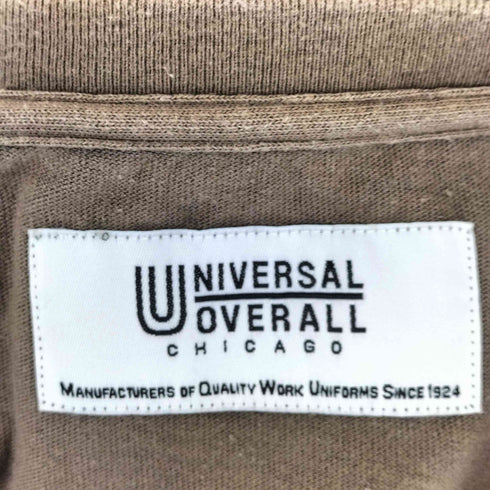 UNIVERSAL
OVERALL
CHICAGO
MANUFACTURERS OF QUALITY WORK UNIFORMS SINCE 1924